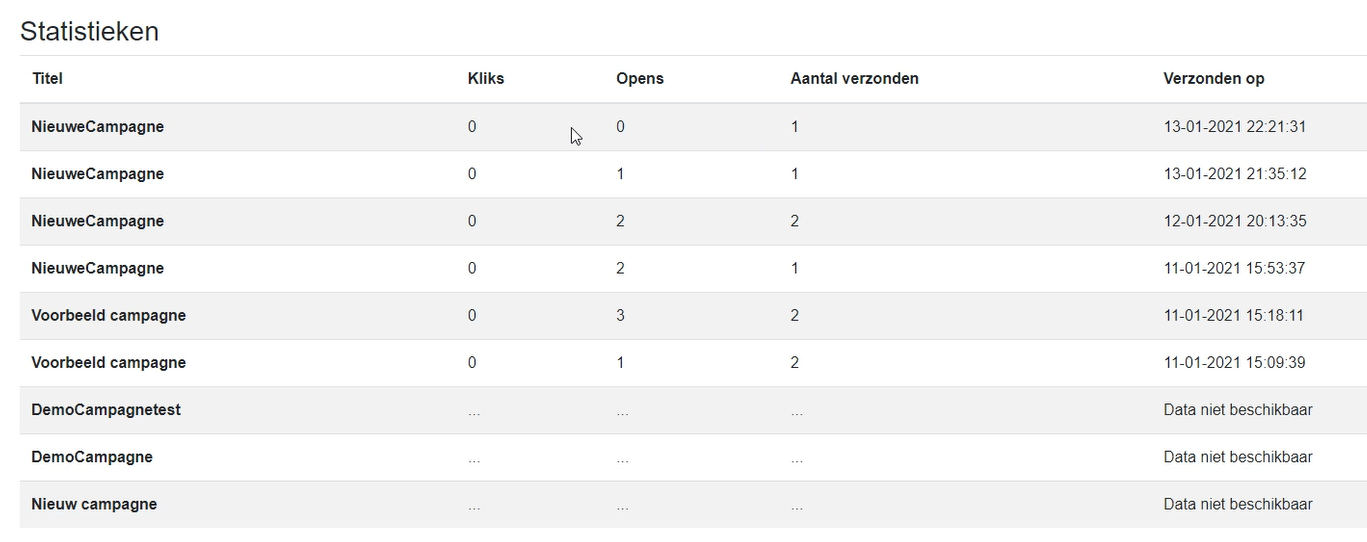 Statistieken
Titel Kliks Opens Aantal verzonden Verzonden op
NieuweCampagne 0 0 1 13-01-2021 22:21:31
NieuweCampagne 0 1 1 13-01-2021 21:35:12
NieuweCampagne 0 2 2 12-01-2021 20:13:35
NieuweCampagne 0 2 1 11-01-2021 15:53:37
Voorbeeld campagne 0 3 2 11-01-2021 15:18:11
Voorbeeld campagne 0 1 2 11-01-2021 15:09:39
DemoCampagnetest ... ... ... Data niet beschikbaar
DemoCampagne ... ... ... Data niet beschikbaar
Nieuw campagne ... ... ... Data niet beschikbaar